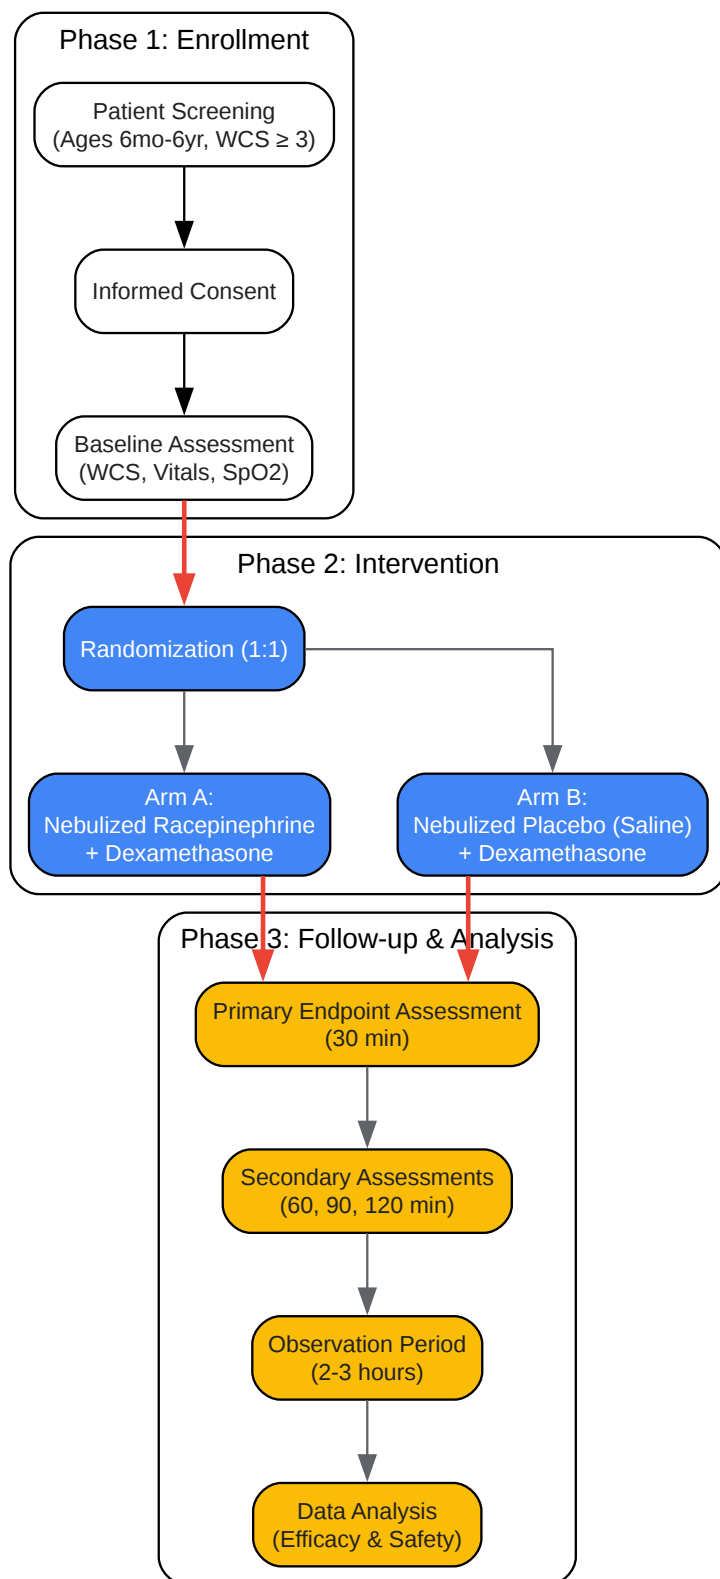 Phase 1: Enrollment
Patient Screening
(Ages 6mo-6yr, WCS ≥ 3)
Informed Consent
Baseline Assessment
(WCS, Vitals, SpO2)
Phase 2: Intervention
Randomization (1:1)
Arm A:
Nebulized Racepinephrine
+ Dexamethasone
Arm B:
Nebulized Placebo (Saline)
+ Dexamethasone
Phase 3: Follow-up & Analysis
Primary Endpoint Assessment
(30 min)
Secondary Assessments
(60, 90, 120 min)
Observation Period
(2-3 hours)
Data Analysis
(Efficacy & Safety)